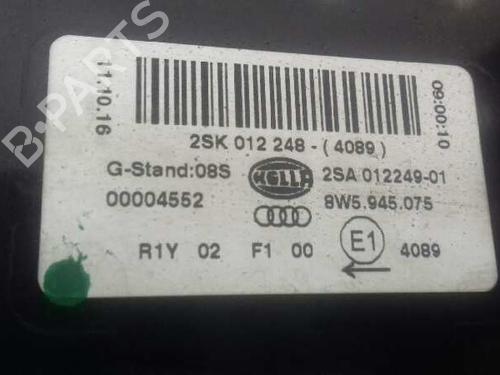 B-PARTS
11.10.16
09:00:10
2SK 012 248 - ( 4089 )
G-Stand:08S
HELLA
2SA 012249-01
00004552
8W5.945.075
R1Y 02 F1 00
E1
4089